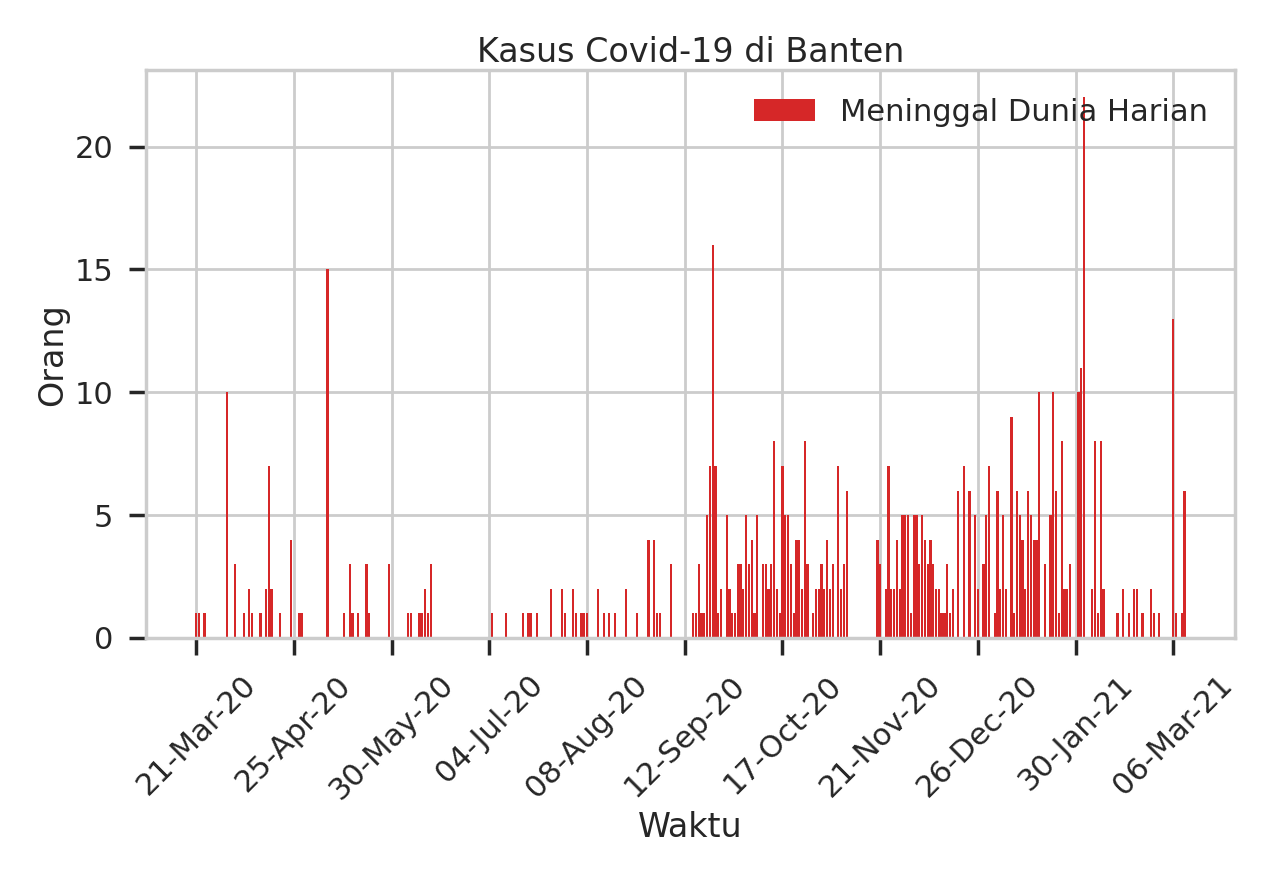 Kasus Covid-19 di Banten
Meninggal Dunia Harian
Orang
20
15
10
5
0
21-Mar-20
25-Apr-20
30-May-20
04-Jul-20
08-Aug-20
12-Sep-20
17-Oct-20
21-Nov-20
26-Dec-20
30-Jan-21
06-Mar-21
Waktu